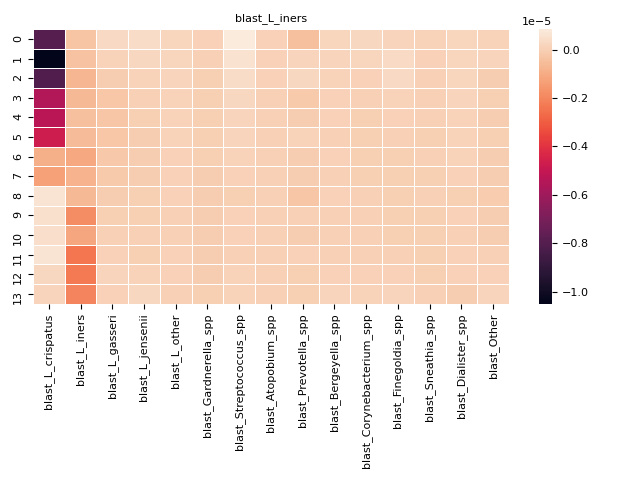 blast_L_iners
1e−5
0
1
2
3
4
5
6
7
8
9
10
11
12
13
0.0
−0.2
−0.4
−0.6
−0.8
−1.0
blast_L_crispatus
blast_L_iners
blast_L_gasseri
blast_L_jensenii
blast_L_other
blast_Gardnerella_spp
blast_Streptococcus_spp
blast_Atopobium_spp
blast_Prevotella_spp
blast_Bergeyella_spp
blast_Corynebacterium_spp
blast_Finegoldia_spp
blast_Sneathia_spp
blast_Dialister_spp
blast_Other